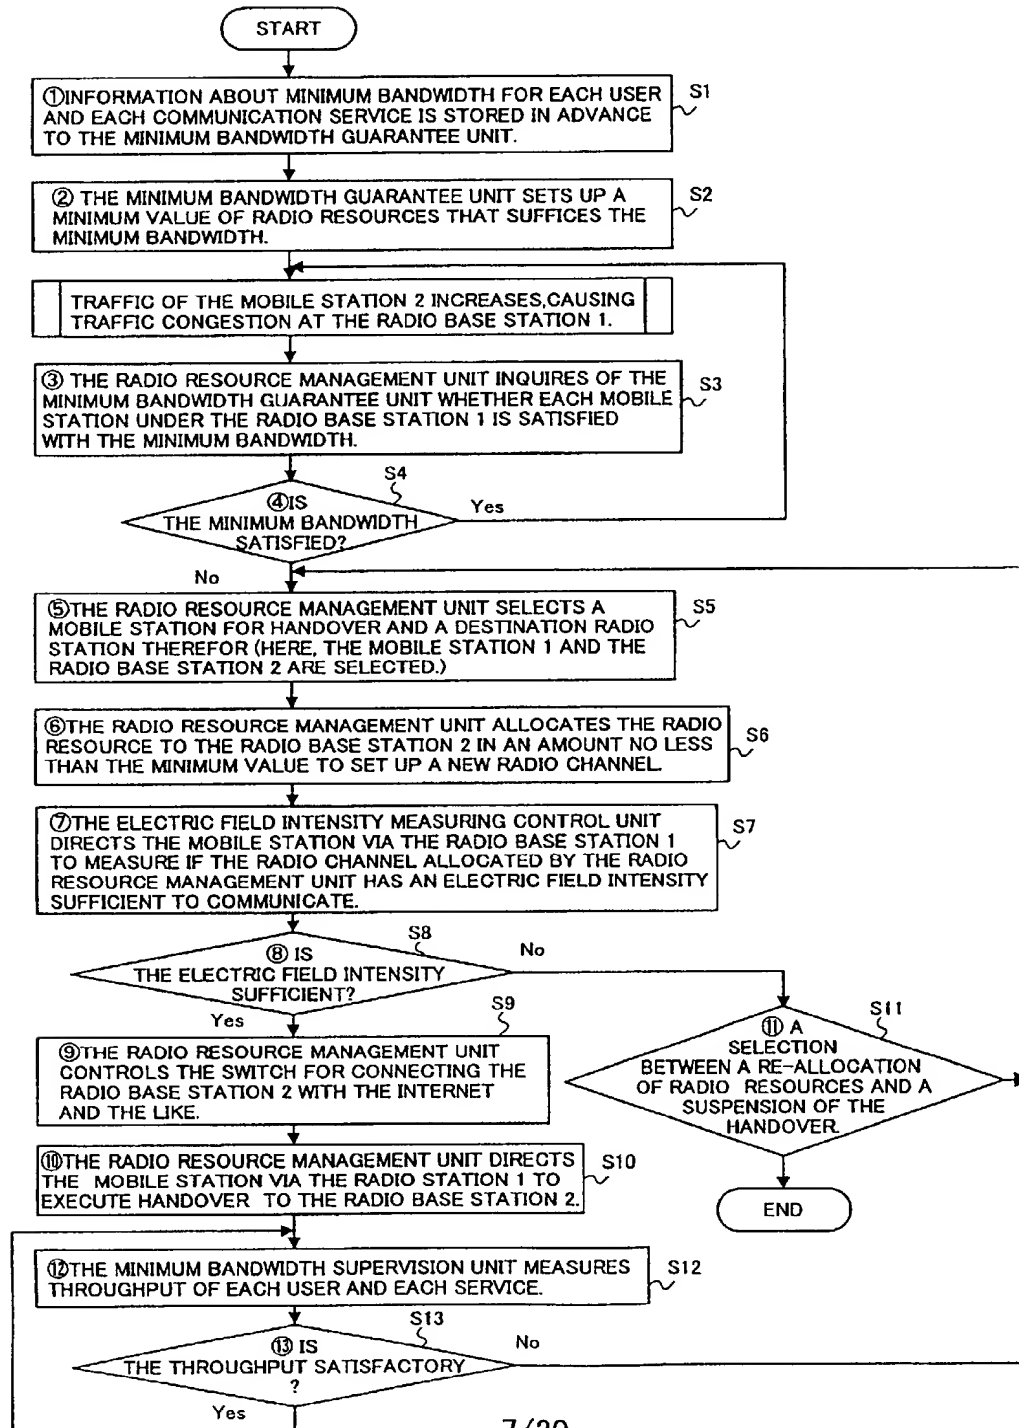 START
①INFORMATION ABOUT MINIMUM BANDWIDTH FOR EACH USER
AND EACH COMMUNICATION SERVICE IS STORED IN ADVANCE
TO THE MINIMUM BANDWIDTH GUARANTEE UNIT.
S1
② THE MINIMUM BANDWIDTH GUARANTEE UNIT SETS UP A
MINIMUM VALUE OF RADIO RESOURCES THAT SUFFICES THE
MINIMUM BANDWIDTH.
S2
TRAFFIC OF THE MOBILE STATION 2 INCREASES,CAUSING
TRAFFIC CONGESTION AT THE RADIO BASE STATION 1.
③ THE RADIO RESOURCE MANAGEMENT UNIT INQUIRES OF THE
MINIMUM BANDWIDTH GUARANTEE UNIT WHETHER EACH MOBILE
STATION UNDER THE RADIO BASE STATION 1 IS SATISFIED
WITH THE MINIMUM BANDWIDTH.
S3
S4
④IS
THE MINIMUM BANDWIDTH
SATISFIED?
Yes
No
⑤THE RADIO RESOURCE MANAGEMENT UNIT SELECTS A
MOBILE STATION FOR HANDOVER AND A DESTINATION RADIO
STATION THEREFOR (HERE, THE MOBILE STATION 1 AND THE
RADIO BASE STATION 2 ARE SELECTED.)
S5
⑥THE RADIO RESOURCE MANAGEMENT UNIT ALLOCATES THE RADIO
RESOURCE TO THE RADIO BASE STATION 2 IN AN AMOUNT NO LESS
THAN THE MINIMUM VALUE TO SET UP A NEW RADIO CHANNEL.
S6
⑦THE ELECTRIC FIELD INTENSITY MEASURING CONTROL UNIT
DIRECTS THE MOBILE STATION VIA THE RADIO BASE STATION 1
TO MEASURE IF THE RADIO CHANNEL ALLOCATED BY THE RADIO
RESOURCE MANAGEMENT UNIT HAS AN ELECTRIC FIELD INTENSITY
SUFFICIENT TO COMMUNICATE.
S7
S8
⑧ IS
THE ELECTRIC FIELD INTENSITY
SUFFICIENT?
No
Yes
S9
⑨THE RADIO RESOURCE MANAGEMENT UNIT
CONTROLS THE SWITCH FOR CONNECTING THE
RADIO BASE STATION 2 WITH THE INTERNET
AND THE LIKE.
S11
⑪ A
SELECTION
BETWEEN A RE-ALLOCATION
OF RADIO RESOURCES AND A
SUSPENSION OF THE
HANDOVER.
⑩THE RADIO RESOURCE MANAGEMENT UNIT DIRECTS
THE MOBILE STATION VIA THE RADIO STATION 1 TO
EXECUTE HANDOVER TO THE RADIO BASE STATION 2.
S10
END
⑫THE MINIMUM BANDWIDTH SUPERVISION UNIT MEASURES
THROUGHPUT OF EACH USER AND EACH SERVICE.
S12
S13
⑬ IS
THE THROUGHPUT SATISFACTORY
?
No
Yes